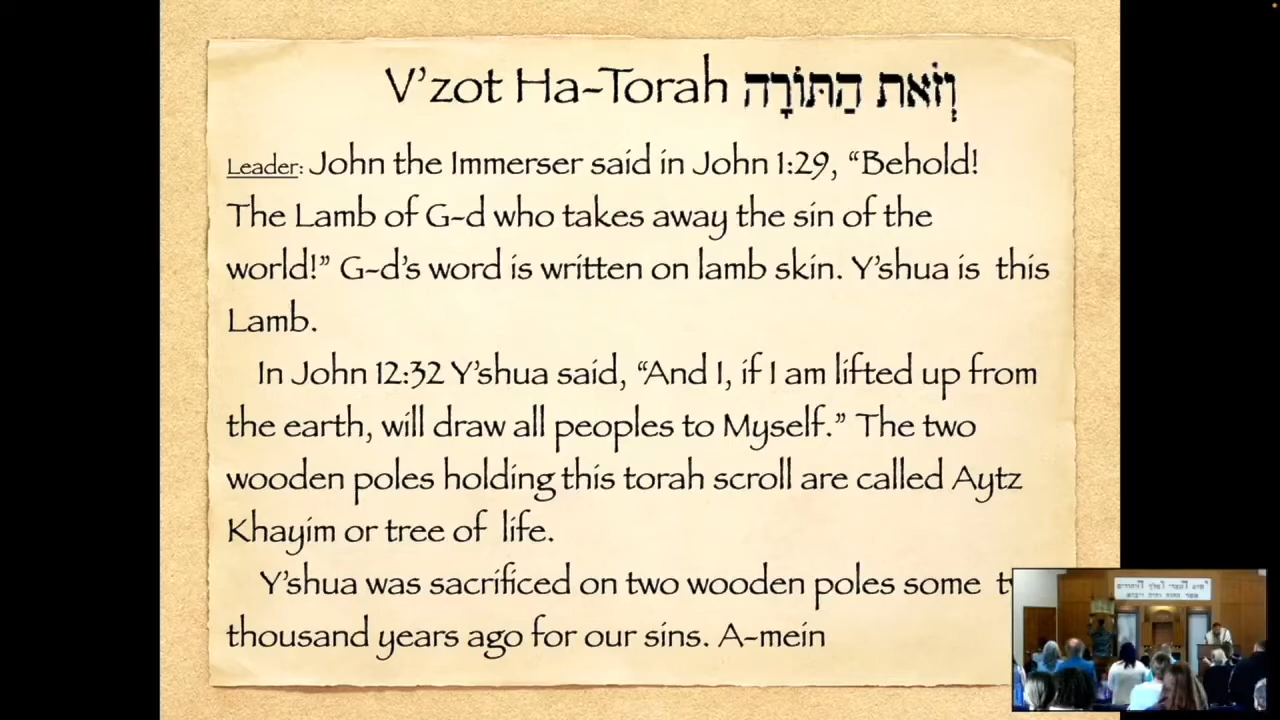 V'zot Ha-Torah וְזֹאת הַתּוֹרָה
Leader: John the Immerser said in John 1:29, “Behold!
The Lamb of G-d who takes away the sin of the
world!” G-d's word is written on lamb skin. Y'shua is this
Lamb.
In John 12:32 Y'shua said, “And I, if I am lifted up from
the earth, will draw all peoples to Myself.” The two
wooden poles holding this torah scroll are called Aytz
Khayim or tree of life.
Y'shua was sacrificed on two wooden poles some
thousand years ago for our sins. A-mein